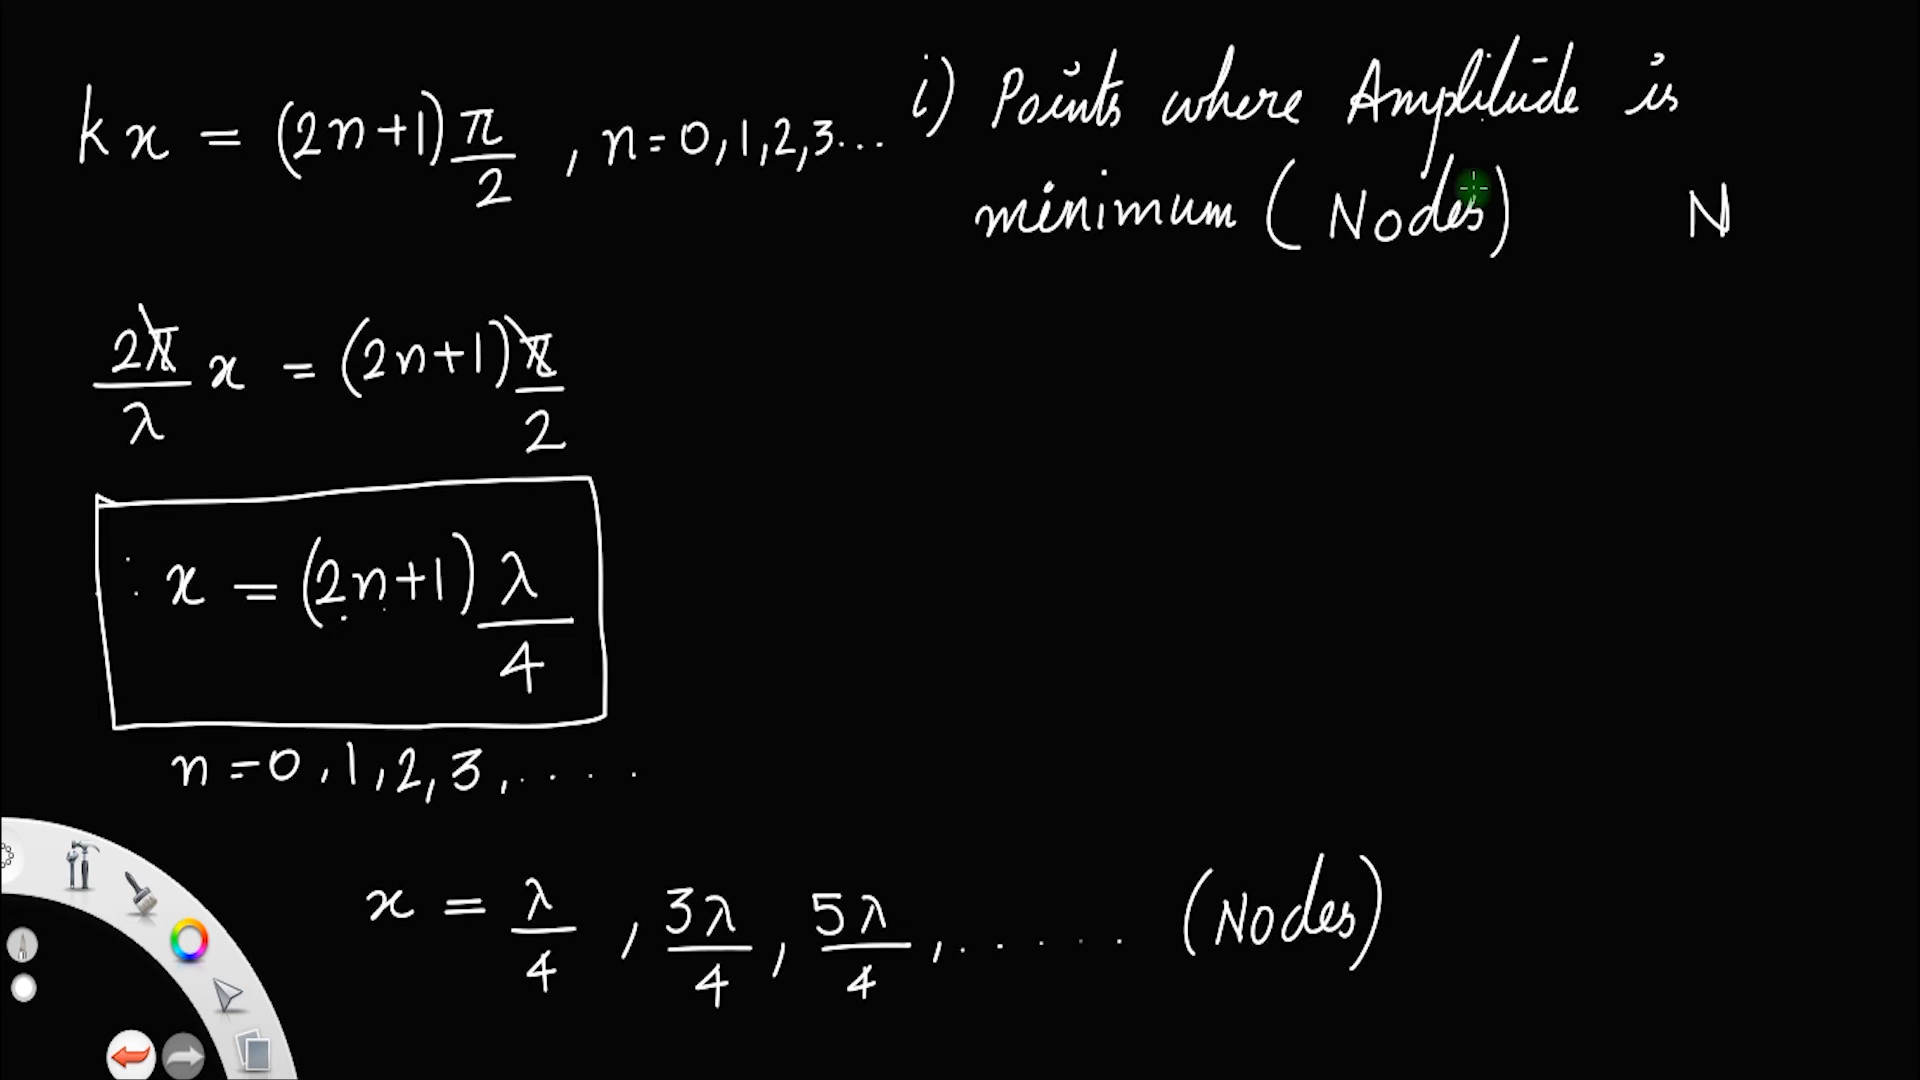 kx = (2n+1) π/2 , n=0,1,2,3...
i) Points where Amplitude is
minimum (Nodes) N
2π/λ x = (2n+1) π/2
∴ x = (2n+1) λ/4
n=0,1,2,3,....
x = λ/4 , 3λ/4 , 5λ/4 ,..... (Nodes)